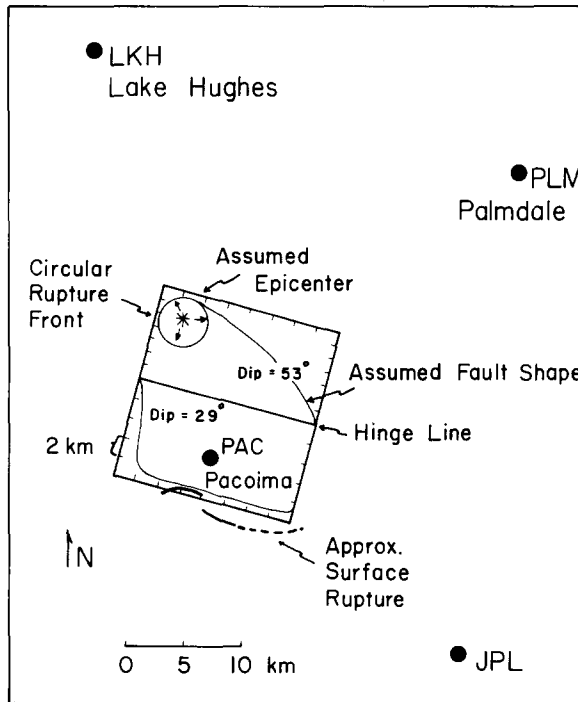 LKH
Lake Hughes
PLM
Palmdale
Assumed
Epicenter
Circular
Rupture
Front
Dip = 53°
Assumed Fault Shape
Dip = 29°
Hinge Line
2 km
PAC
Pacoima
N
Approx.
Surface
Rupture
0 5 10 km
JPL